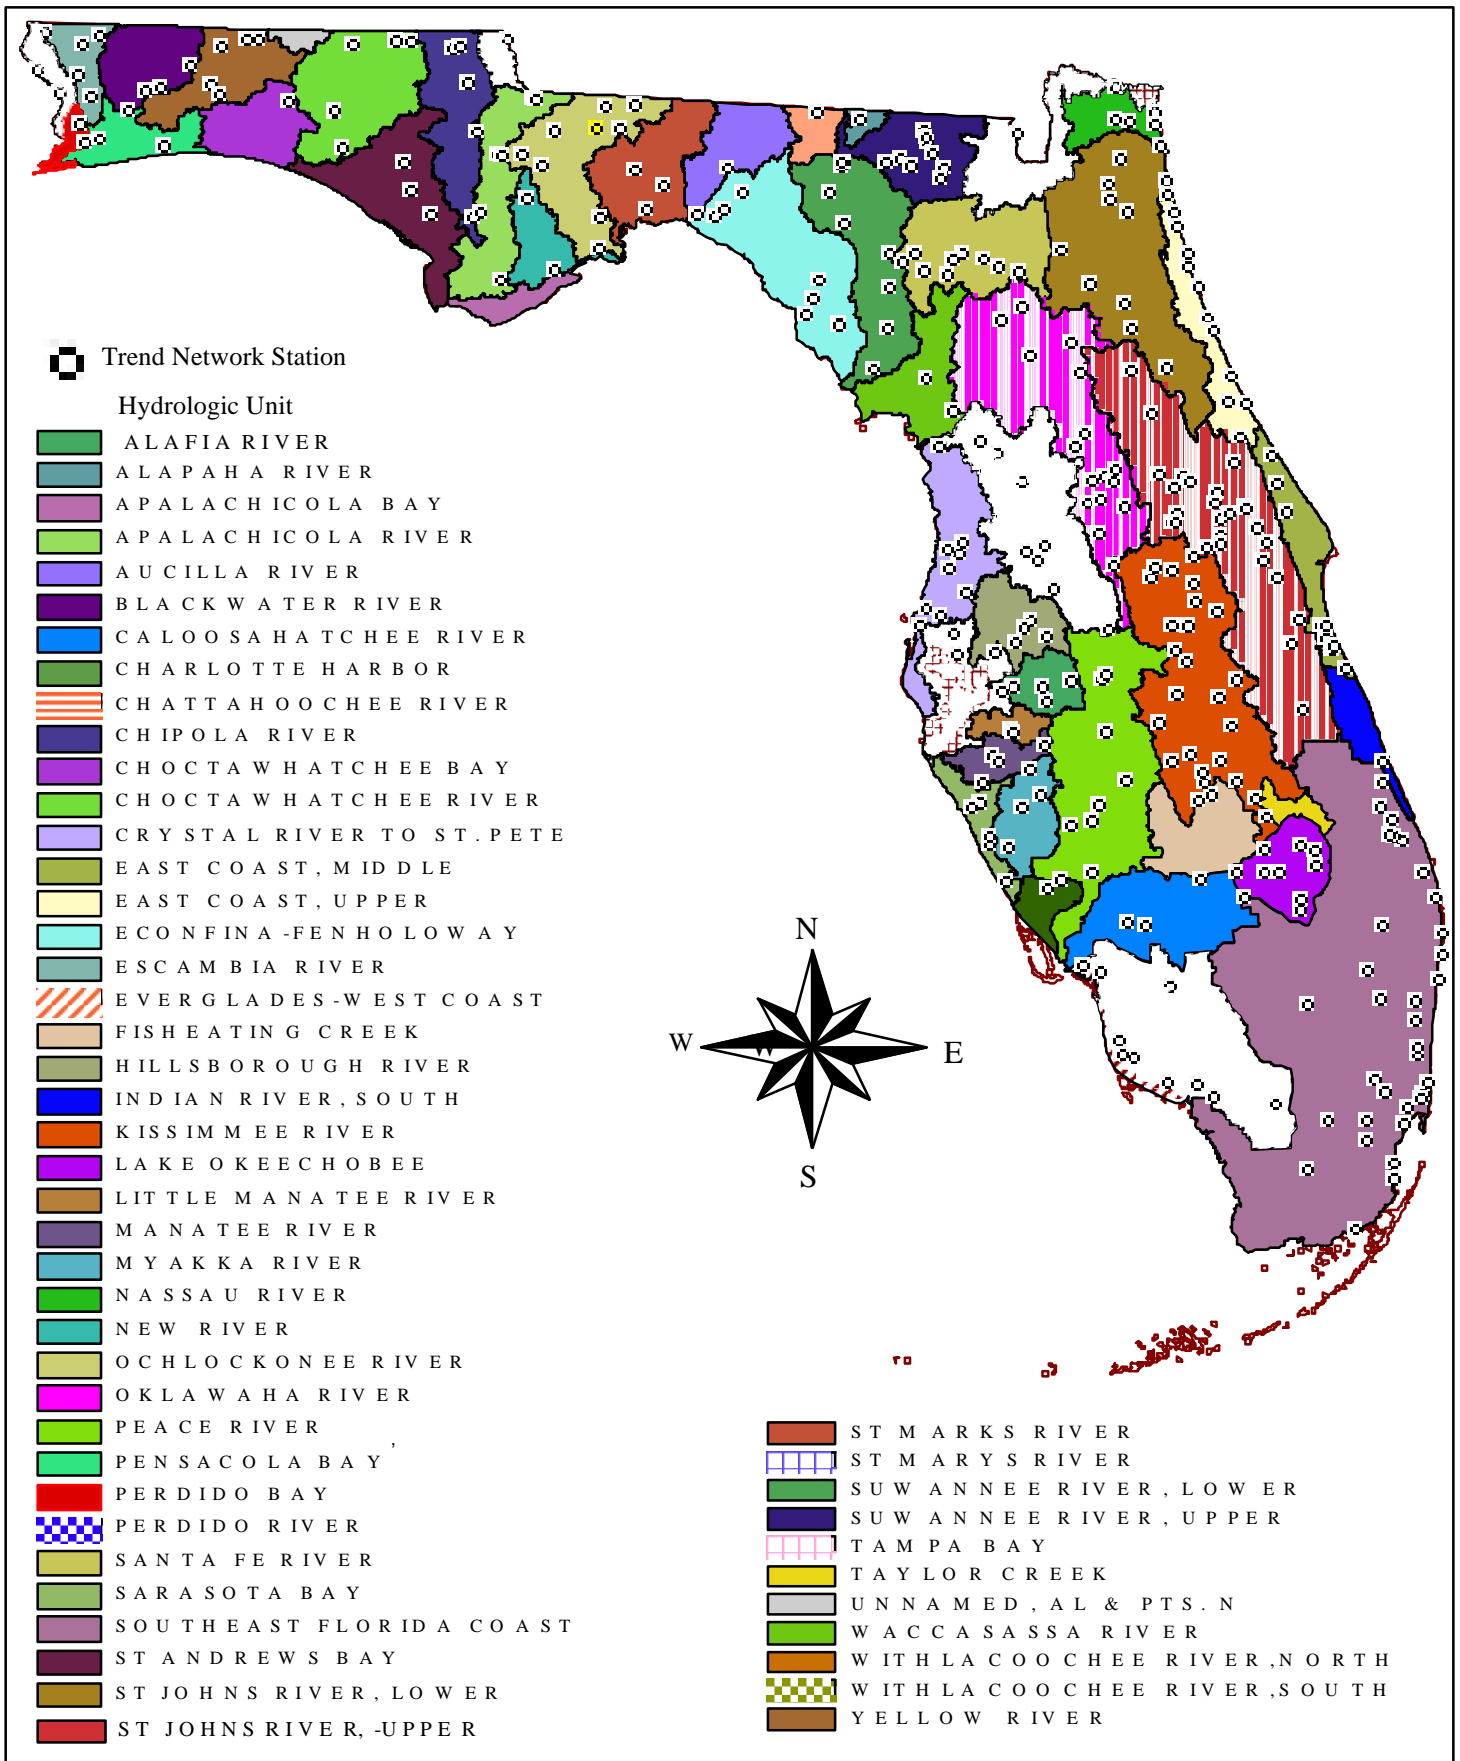 Trend Network Station
Hydrologic Unit
ALAFIA RIVER
ALAPAHA RIVER
APALACHICOLA BAY
APALACHICOLA RIVER
AUCILLA RIVER
BLACKWATER RIVER
CALOOSAHATCHEE RIVER
CHARLOTTE HARBOR
CHATTAHOOCHEE RIVER
CHIPOLA RIVER
CHOCTAWHATCHEE BAY
CHOCTAWHATCHEE RIVER
CRYSTAL RIVER TO ST.PETE
EAST COAST, MIDDLE
EAST COAST, UPPER
ECONFINA-FENHOLOWAY
ESCAMBIA RIVER
EVERGLADES-WEST COAST
FISHEATING CREEK
HILLSBOROUGH RIVER
INDIAN RIVER, SOUTH
KISSIMMEE RIVER
LAKE OKEECHOBEE
LITTLE MANATEE RIVER
MANATEE RIVER
MYAKKA RIVER
NASSAU RIVER
NEW RIVER
OCHLOCKONEE RIVER
OKLAWAHA RIVER
PEACE RIVER
PENSACOLA BAY '
PERDIDO BAY
PERDIDO RIVER
SANTA FE RIVER
SARASOTA BAY
SOUTHEAST FLORIDA COAST
ST ANDREWS BAY
ST JOHNS RIVER, LOWER
ST JOHNS RIVER, -UPPER
N
W
W
E
S
ST MARKS RIVER
ST MARYS RIVER
SUWANNEE RIVER, LOWER
SUWANNEE RIVER, UPPER
TAMPA BAY
TAYLOR CREEK
UNNAMED, AL & PTS. N
WACCASASSA RIVER
WITHLACOOCHEE RIVER,NORTH
WITHLACOOCHEE RIVER,SOUTH
YELLOW RIVER